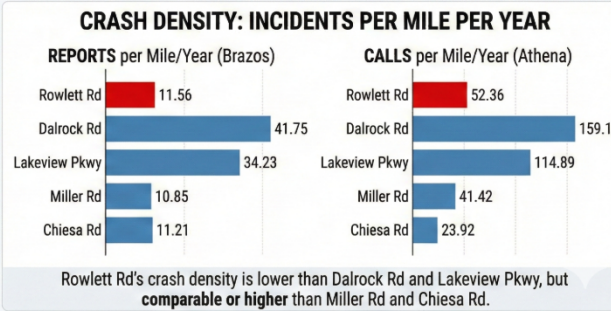 CRASH DENSITY: INCIDENTS PER MILE PER YEAR
REPORTS per Mile/Year (Brazos)
Rowlett Rd 11.56
Dalrock Rd 41.75
Lakeview Pkwy 34.23
Miller Rd 10.85
Chiesa Rd 11.21
CALLS per Mile/Year (Athena)
Rowlett Rd 52.36
Dalrock Rd 159.1
Lakeview Pkwy 114.89
Miller Rd 41.42
Chiesa Rd 23.92
Rowlett Rd's crash density is lower than Dalrock Rd and Lakeview Pkwy, but
comparable or higher than Miller Rd and Chiesa Rd.